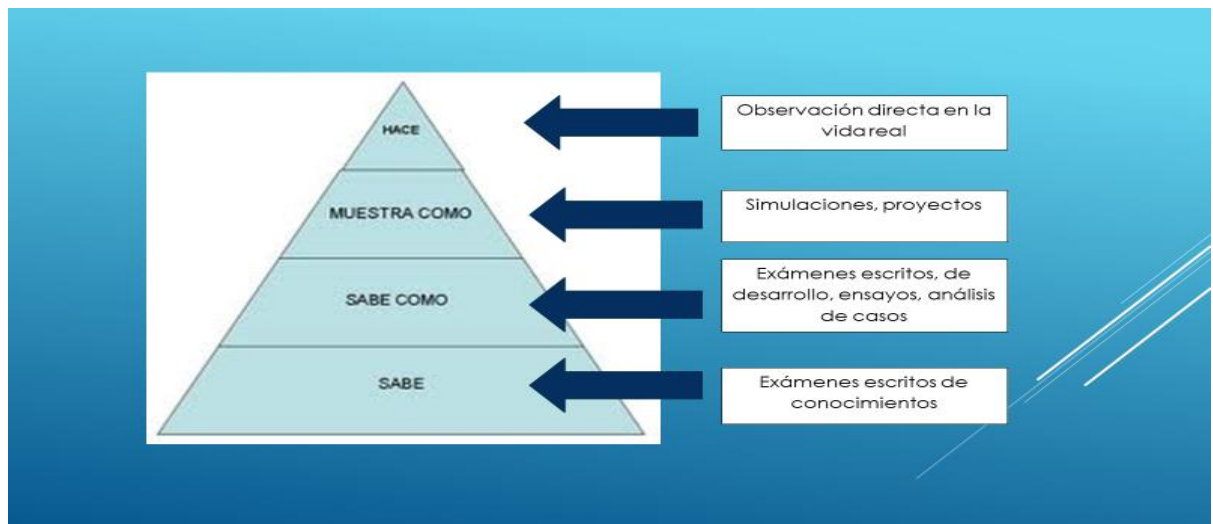 HACE
Observación directa en la
vida real
MUESTRA COMO
Simulaciones, proyectos
SABE COMO
Exámenes escritos, de
desarrollo, ensayos, análisis
de casos
SABE
Exámenes escritos de
conocimientos